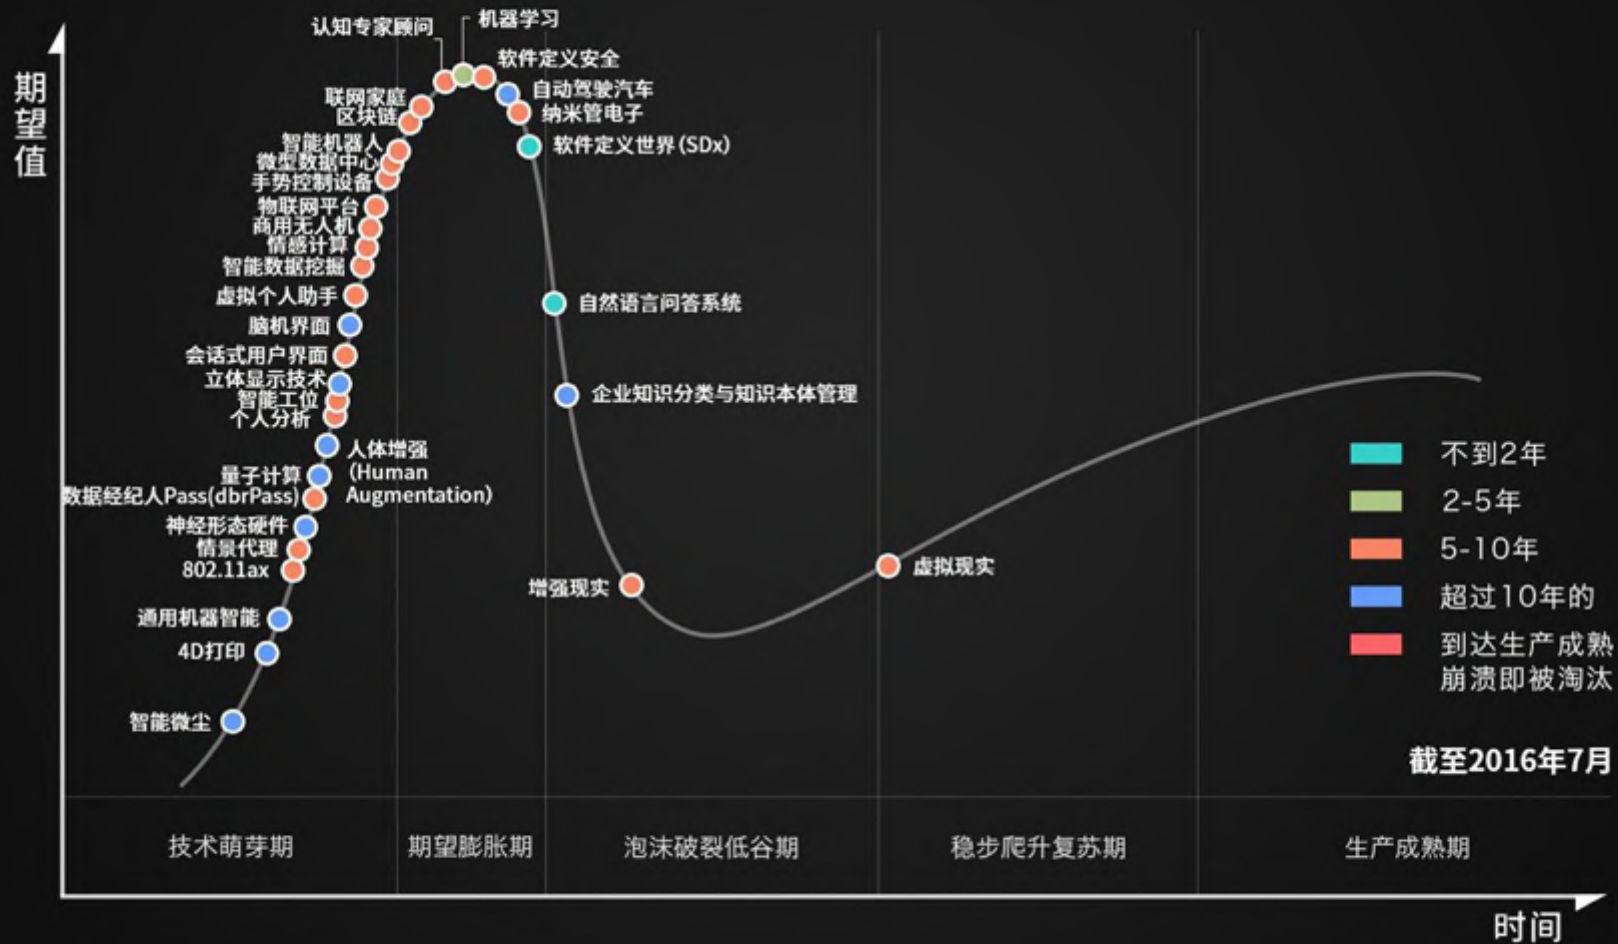 期望值
认知专家顾问
机器学习
软件定义安全
联网家庭
自动驾驶汽车
区块链
纳米管电子
智能机器人
软件定义世界(SDx)
微型数据中心
手势控制设备
物联网平台
商用无人机
情感计算
智能数据挖掘
虚拟个人助手
自然语言问答系统
脑机界面
会话式用户界面
立体显示技术
企业知识分类与知识本体管理
智能工位
个人分析
人体增强
(Human
Augmentation)
量子计算
数据经纪人Pass(dbrPass)
神经形态硬件
情景代理
802.11ax
增强现实
虚拟现实
通用机器智能
4D打印
智能微尘
不到2年
2-5年
5-10年
超过10年的
到达生产成熟
崩溃即被淘汰
截至2016年7月
技术萌芽期
期望膨胀期
泡沫破裂低谷期
稳步爬升复苏期
生产成熟期
时间